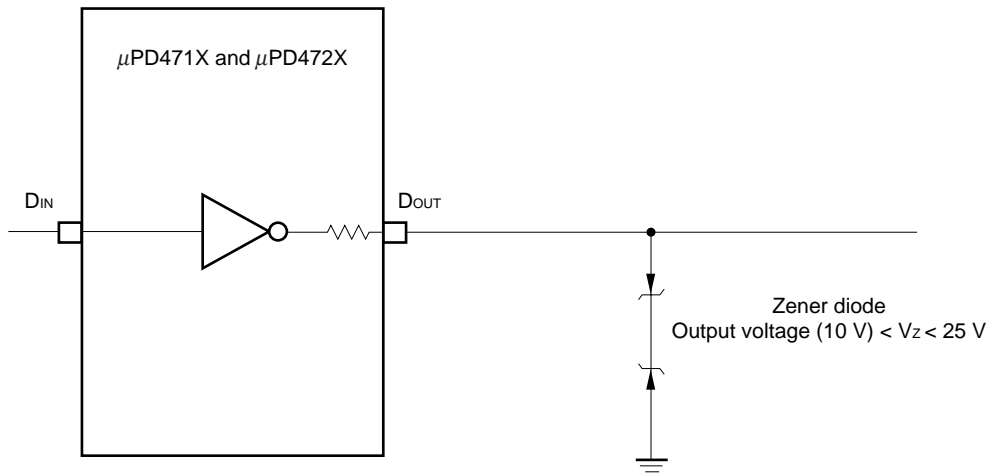 μPD471X and μPD472X
DIN
DOUT
Zener diode
Output voltage (10 V) < VZ < 25 V